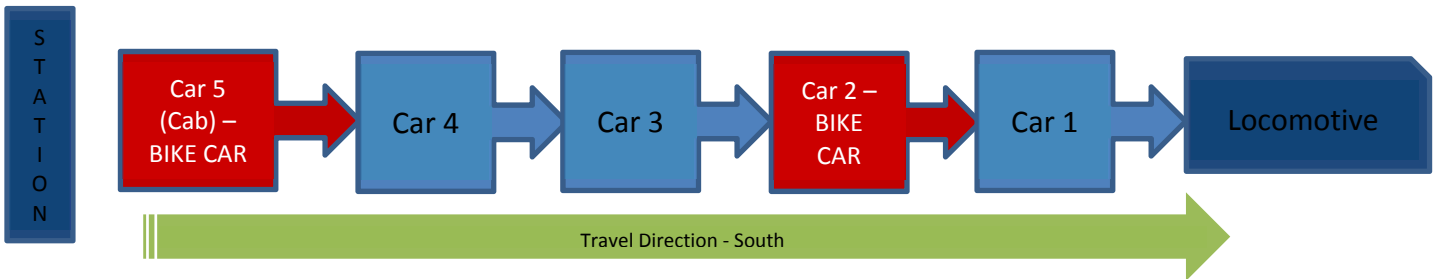 STATION
Car 5
(Cab) –
BIKE CAR
Car 4
Car 3
Car 2 –
BIKE
CAR
Car 1
Locomotive
Travel Direction - South